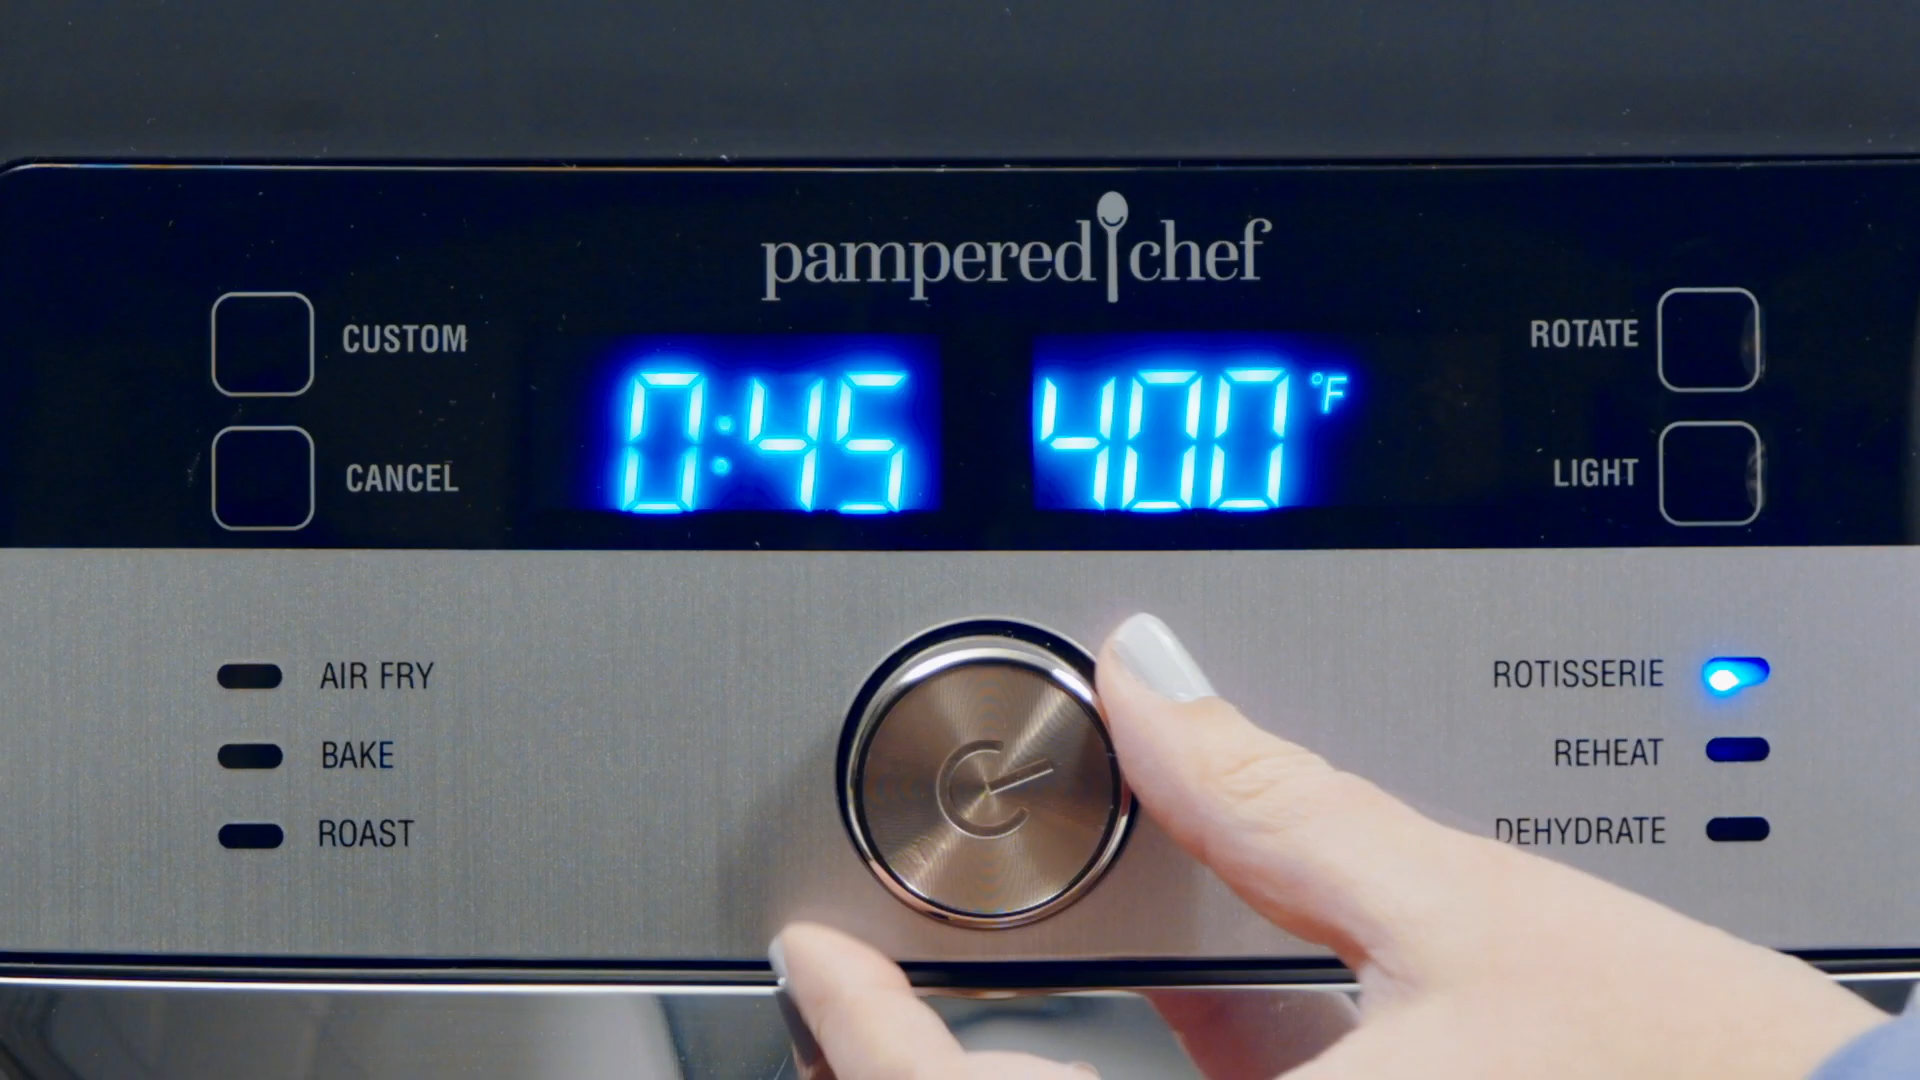 pampered chef
CUSTOM
CANCEL
0:45
400 °F
ROTATE
LIGHT
AIR FRY
BAKE
ROAST
ROTISSERIE
REHEAT
DEHYDRATE